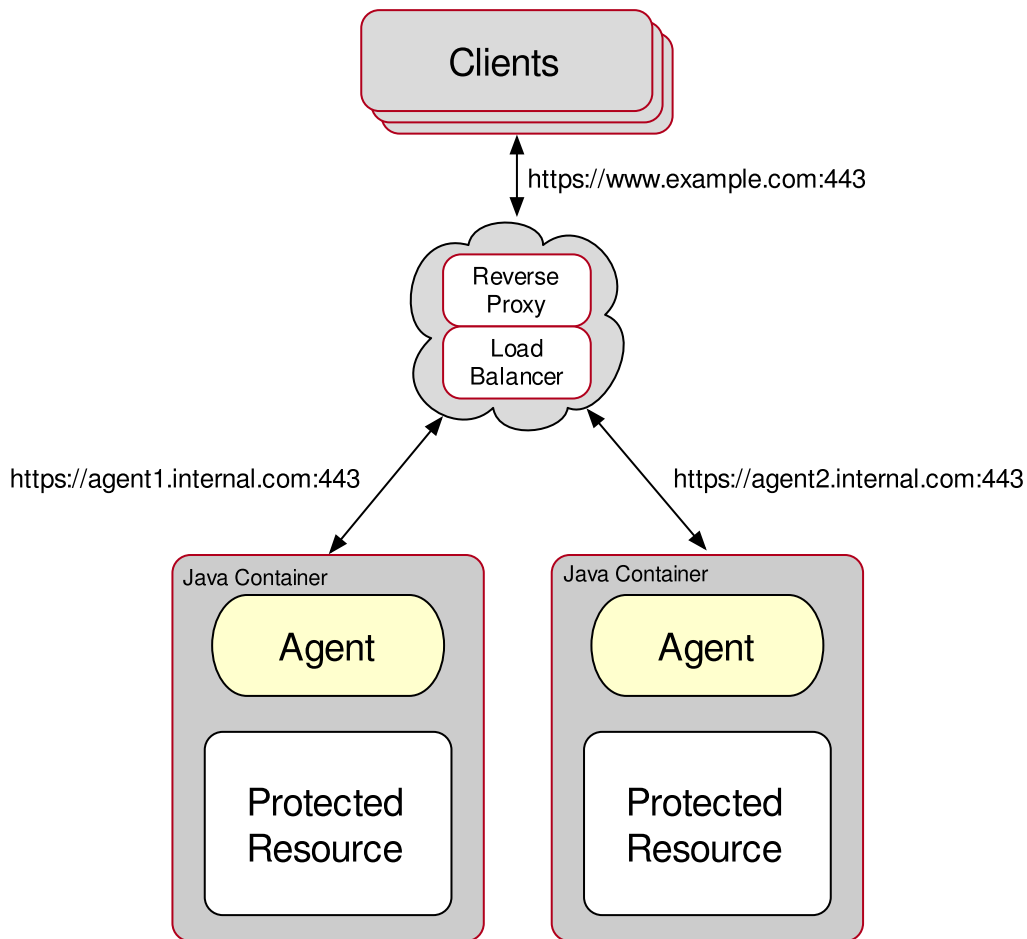 Clients
https://www.example.com:443
Reverse
Proxy
Load
Balancer
https://agent1.internal.com:443
https://agent2.internal.com:443
Java Container
Agent
Protected
Resource
Java Container
Agent
Protected
Resource